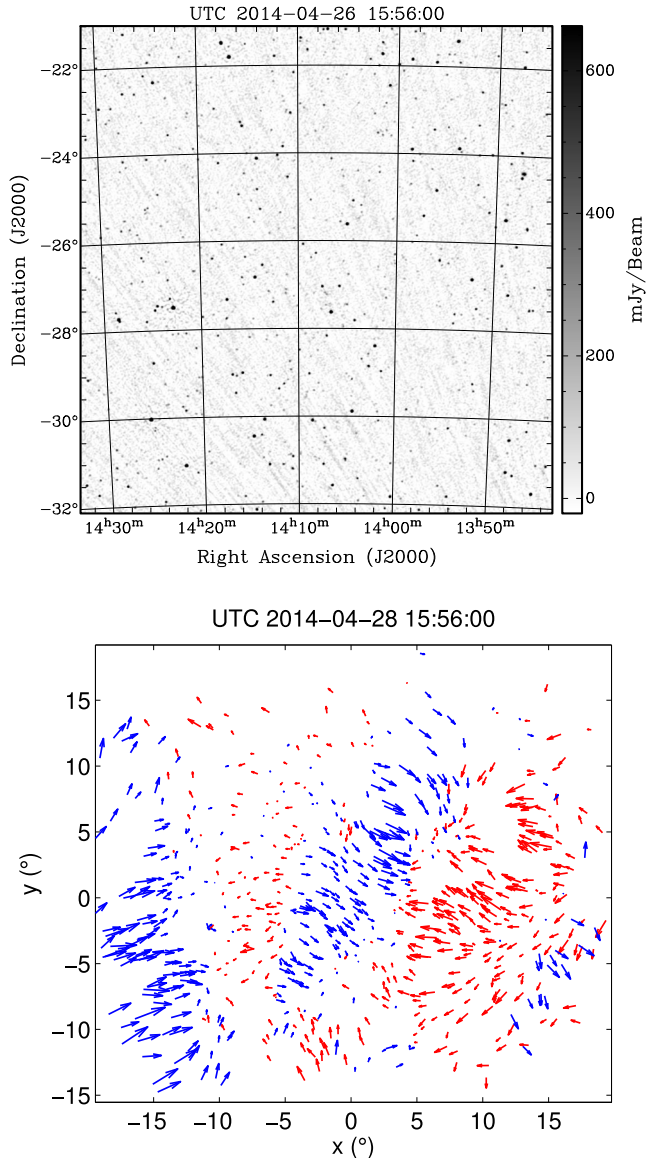 UTC 2014−04−26 15:56:00
−22°
−24°
−26°
−28°
−30°
−32°
Declination (J2000)
14ʰ30ᵐ 14ʰ20ᵐ 14ʰ10ᵐ 14ʰ00ᵐ 13ʰ50ᵐ
Right Ascension (J2000)
600
400
200
0
mJy/Beam
UTC 2014−04−28 15:56:00
15
10
5
0
−5
−10
−15
y (°)
−15 −10 −5 0 5 10 15
x (°)